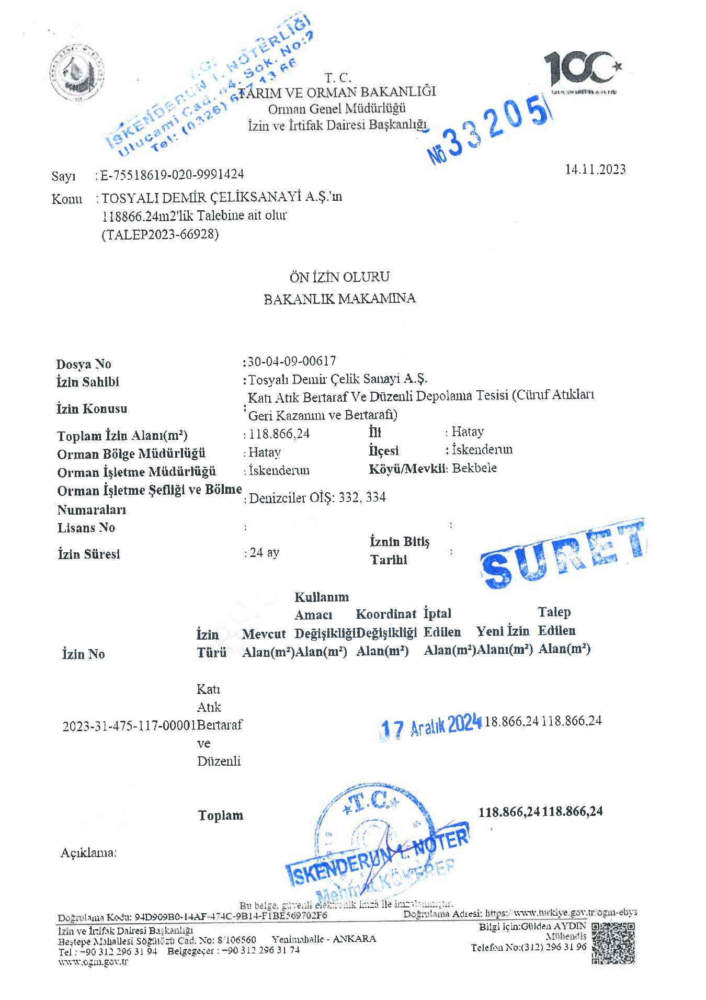 T.C.
İSKENDERUN 1. NOTERLİĞİ
Ulucami Cad. 44. Sok. No:2
Tel: (0326) 617 13 66
100
T. C.
TARIM VE ORMAN BAKANLIĞI
Orman Genel Müdürlüğü
İzin ve İrtifak Dairesi Başkanlığı
№ 33205
Sayı :E-75518619-020-9991424
14.11.2023
Konu :TOSYALI DEMİR ÇELİKSANAYİ A.Ş.'ın
118866.24m2'lik Talebine ait olur
(TALEP2023-66928)
ÖN İZİN OLURU
BAKANLIK MAKAMINA
Dosya No :30-04-09-00617
İzin Sahibi :Tosyalı Demir Çelik Sanayi A.Ş.
İzin Konusu : Katı Atık Bertaraf Ve Düzenli Depolama Tesisi (Cüruf Atıkları
Geri Kazanım ve Bertarafı)
Toplam İzin Alanı(m²) : 118.866,24 İli : Hatay
Orman Bölge Müdürlüğü : Hatay İlçesi : İskenderun
Orman İşletme Müdürlüğü : İskenderun Köyü/Mevkii: Bekbele
Orman İşletme Şefliği ve Bölme
Numaraları : Denizciler OİŞ: 332, 334
Lisans No : :
İzin Süresi : 24 ay İznin Bitiş
Tarihi :
SURET
Kullanım
Amacı Koordinat İptal Talep
İzin Mevcut Değişikliği Değişikliği Edilen Yeni İzin Edilen
İzin No Türü Alan(m²) Alan(m²) Alan(m²) Alan(m²) Alanı(m²) Alan(m²)
Katı
Atık
2023-31-475-117-00001 Bertaraf 17 Aralık 2024 118.866,24 118.866,24
ve
Düzenli
Toplam 118.866,24 118.866,24
T.C.
Açıklama:
İSKENDERUN 1. NOTER
Mehmet
Bu belge, güvenli elektronik imza ile imzalanmıştır.
Doğrulama Kodu: 94D909B0-14AF-474C-9B14-F1BE569702F6 Doğrulama Adresi: https://www.turkiye.gov.tr/ogm-ebys
İzin ve İrtifak Dairesi Başkanlığı
Beştepe Mahallesi Söğütözü Cad. No: 8/106560 Yenimahalle - ANKARA
Tel : +90 312 296 31 94 Belgegeçer : +90 312 296 31 74
www.ogm.gov.tr
Bilgi için:Gülden AYDIN
Mühendis
Telefon No:(312) 296 31 96